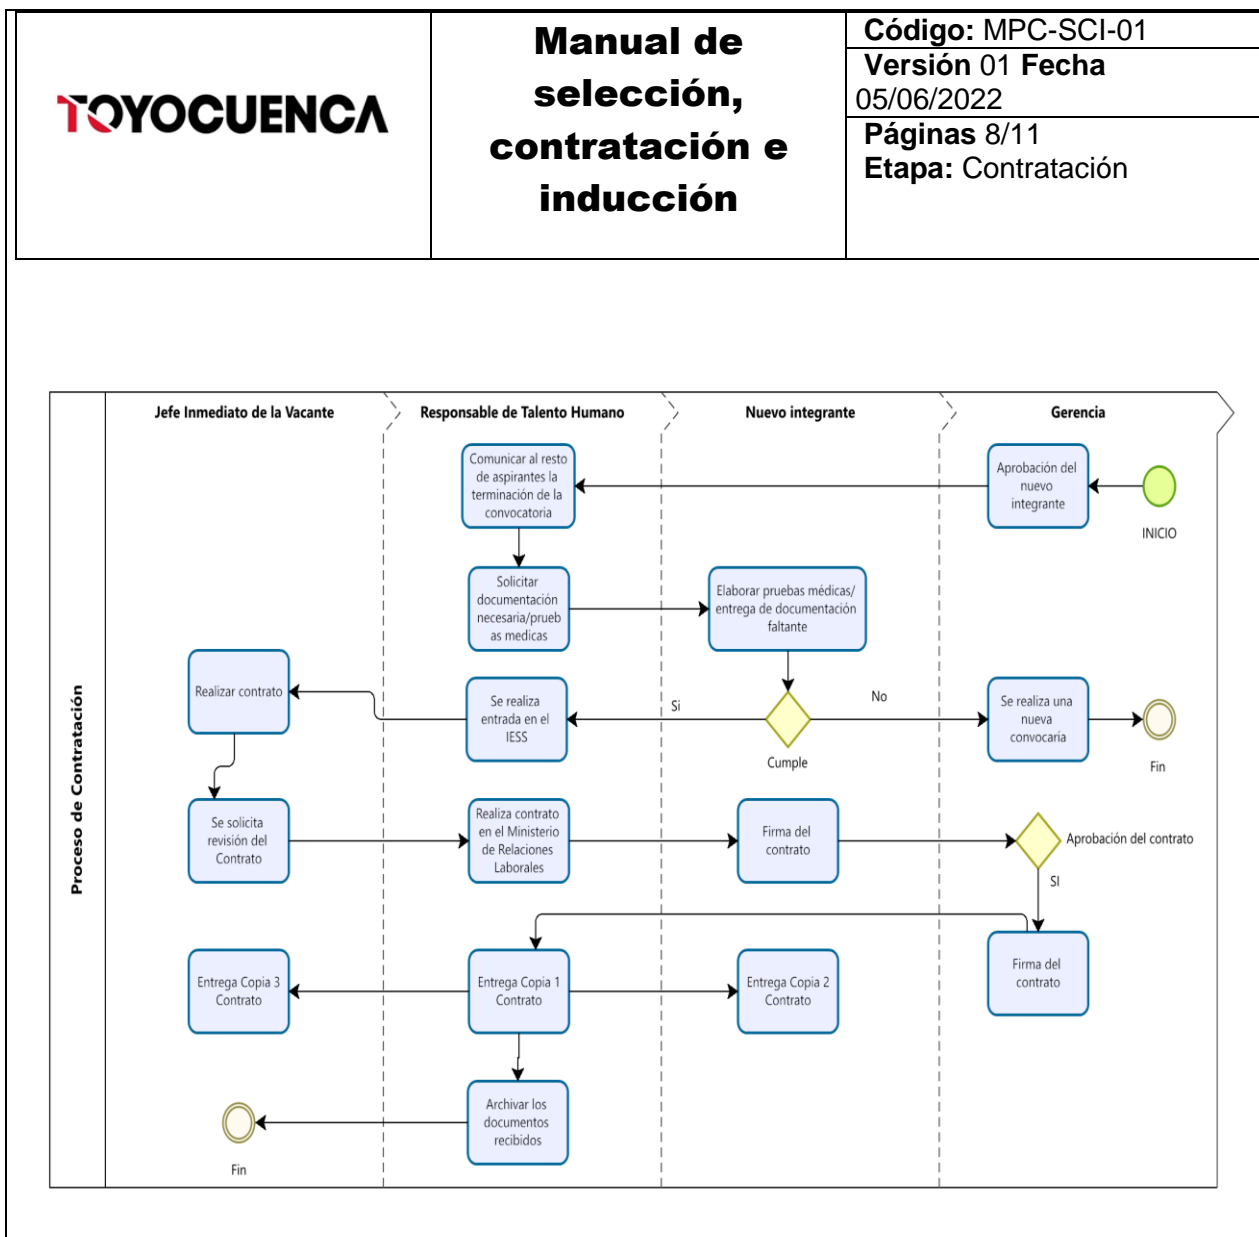 TOYOCUENCA
Manual de
selección,
contratación e
inducción
Código: MPC-SCI-01
Versión 01 Fecha
05/06/2022
Páginas 8/11
Etapa: Contratación
Proceso de Contratación
Jefe Inmediato de la Vacante
Responsable de Talento Humano
Nuevo integrante
Gerencia
Comunicar al resto
de aspirantes la
terminación de la
convocatoria
Aprobación del
nuevo
integrante
INICIO
Solicitar
documentación
necesaria/prueb
as medicas
Elaborar pruebas médicas/
entrega de documentación
faltante
Realizar contrato
Se realiza
entrada en el
IESS
Si
Cumple
No
Se realiza una
nueva
convocaría
Fin
Se solicita
revisión del
Contrato
Realiza contrato
en el Ministerio
de Relaciones
Laborales
Firma del
contrato
Aprobación del contrato
SI
Entrega Copia 3
Contrato
Entrega Copia 1
Contrato
Entrega Copia 2
Contrato
Firma del
contrato
Archivar los
documentos
recibidos
Fin